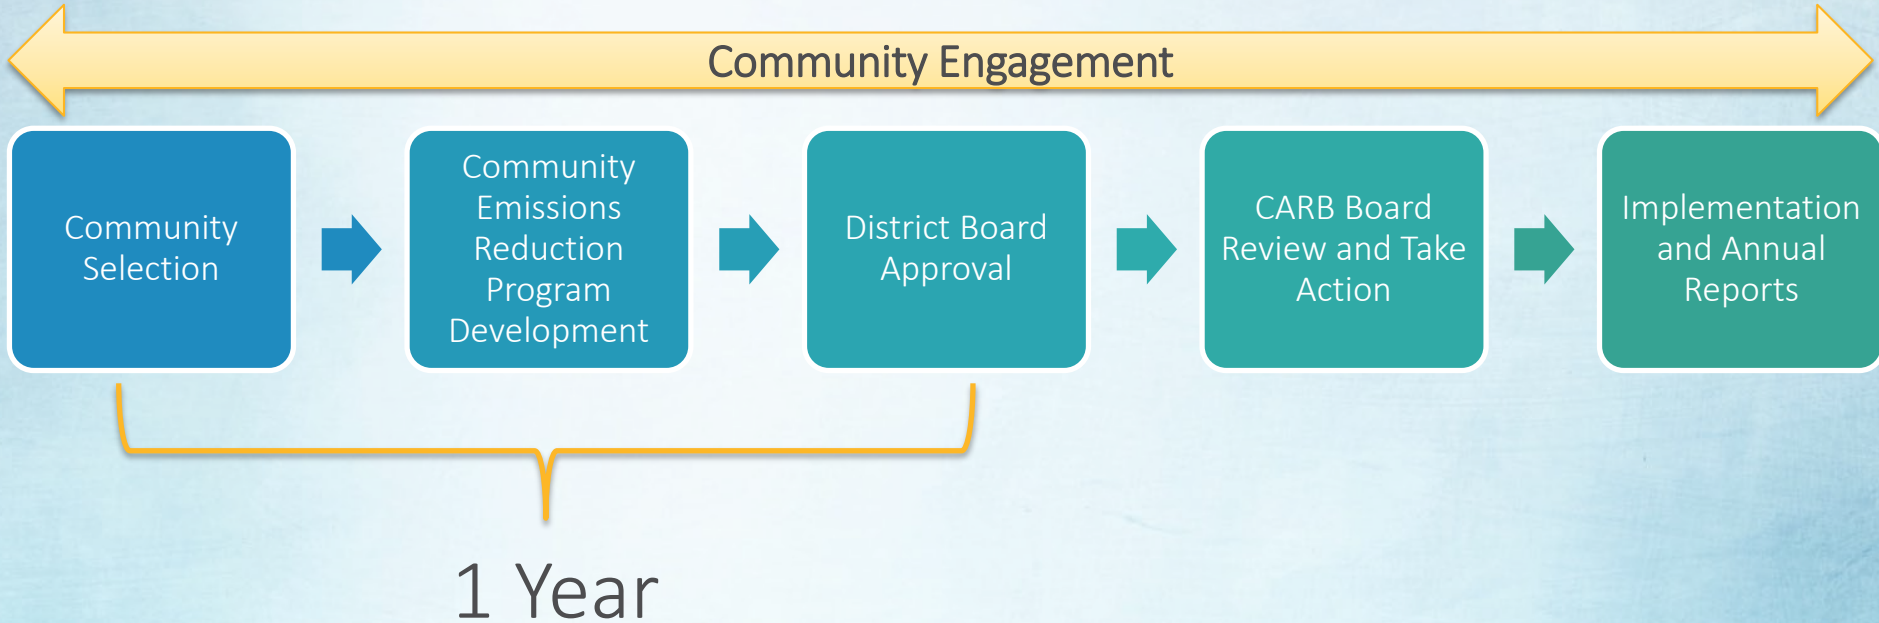 Community Engagement
Community
Selection
Community
Emissions
Reduction
Program
Development
District Board
Approval
CARB Board
Review and Take
Action
Implementation
and Annual
Reports
1 Year